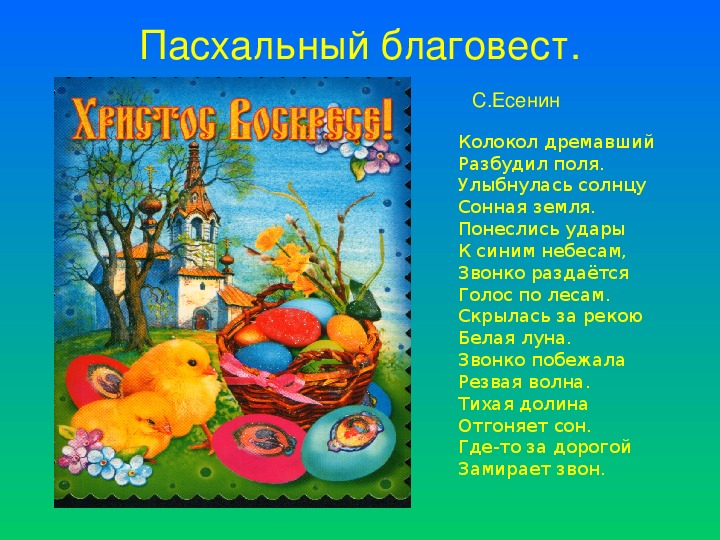 Пасхальный благовест.
Христос Воскресе!
С.Есенин
Колокол дремавший
Разбудил поля.
Улыбнулась солнцу
Сонная земля.
Понеслись удары
К синим небесам,
Звонко раздаётся
Голос по лесам.
Скрылась за рекою
Белая луна.
Звонко побежала
Резвая волна.
Тихая долина
Отгоняет сон.
Где-то за дорогой
Замирает звон.